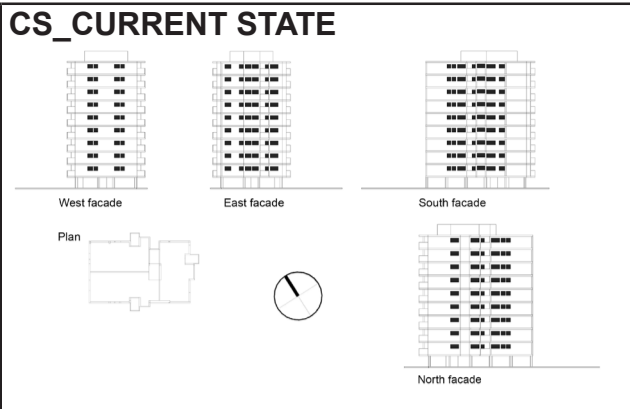 CS_CURRENT STATE
West facade
East facade
South facade
Plan
North facade